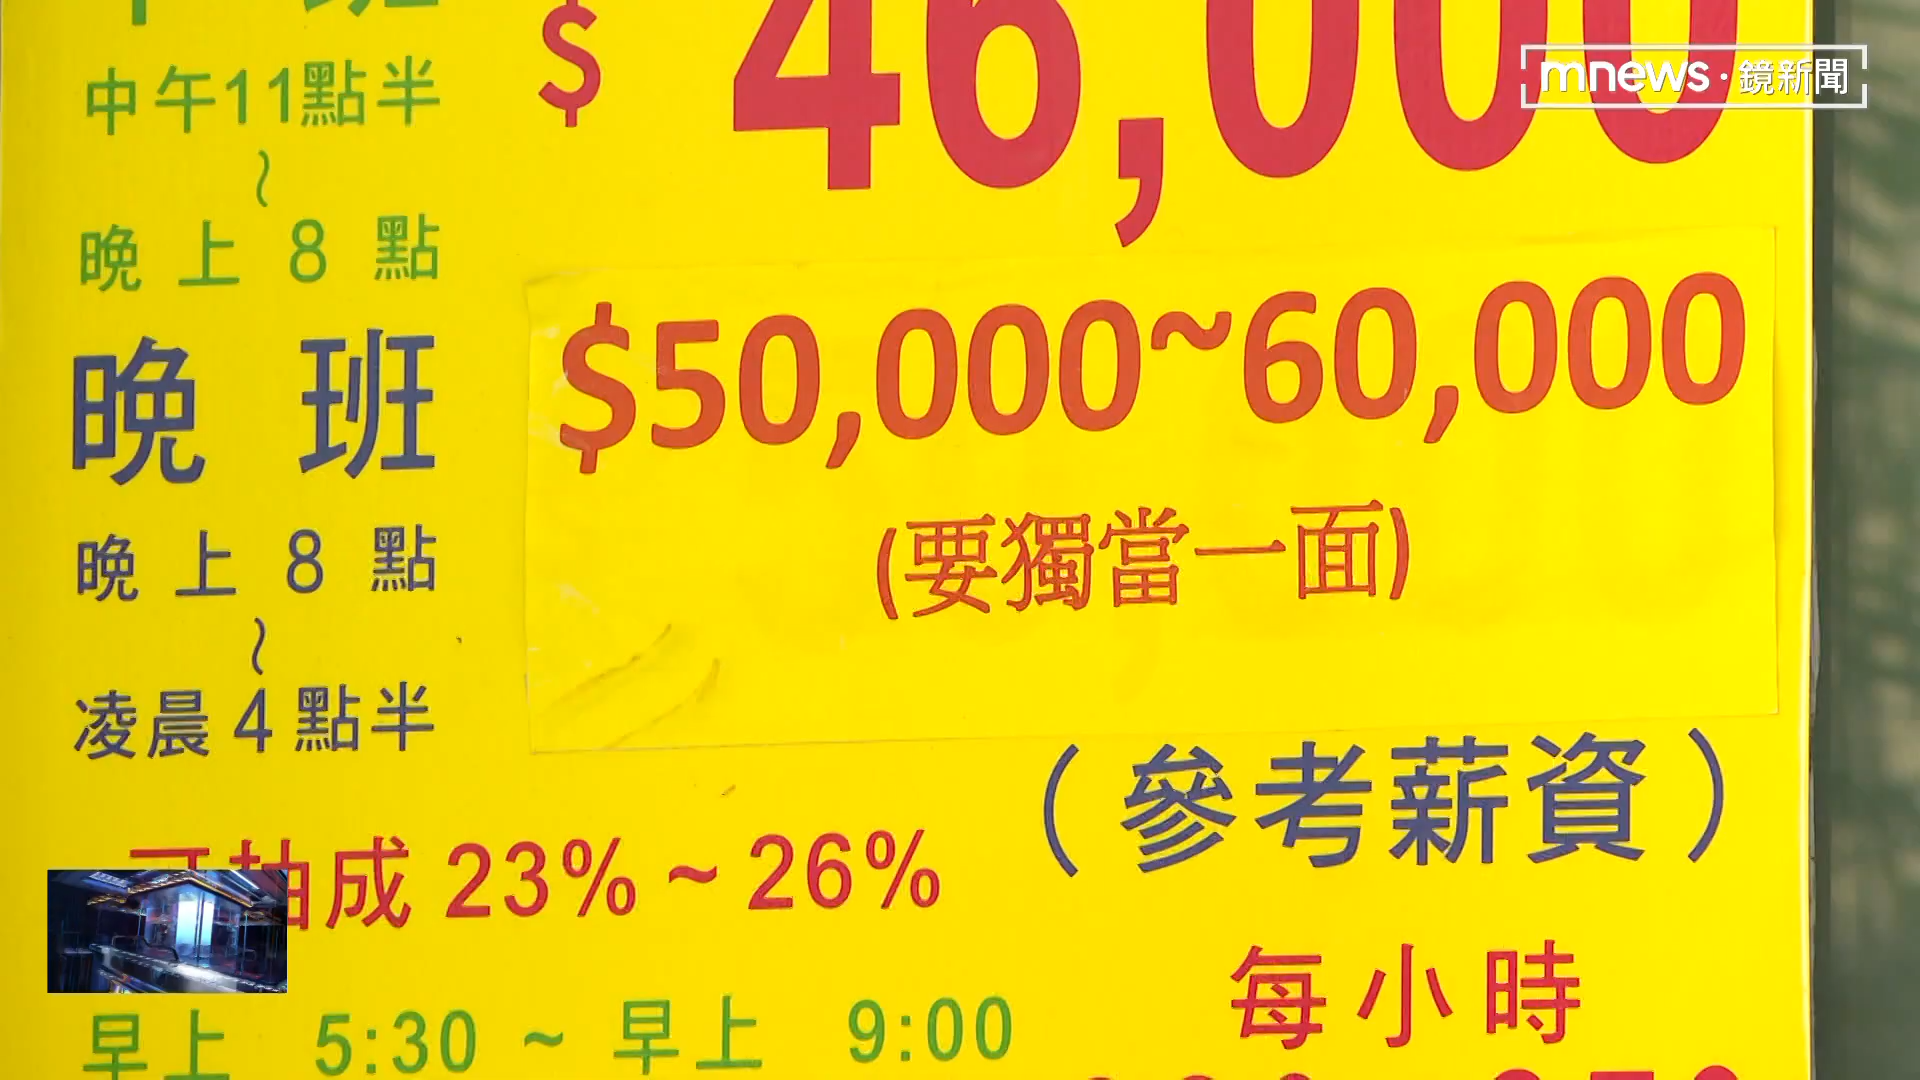 $ 46,000
mnews·鏡新聞
中午11點半
~
晚上8點
晚班
$50,000~60,000
(要獨當一面)
晚上8點
~
凌晨4點半
(參考薪資)
可抽成 23% ~ 26%
每小時
早上 5:30 ~ 早上 9:00